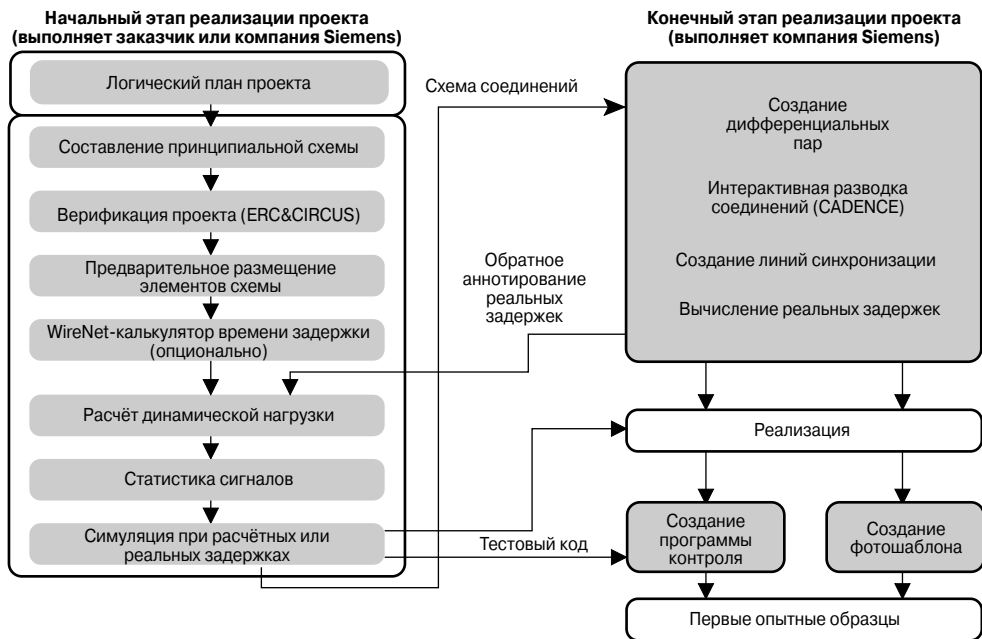 Начальный этап реализации проекта
(выполняет заказчик или компания Siemens)
Логический план проекта
Составление принципиальной схемы
Верификация проекта (ERC&CIRCUS)
Предварительное размещение
элементов схемы
WireNet-калькулятор времени задержки
(опционально)
Расчёт динамической нагрузки
Статистика сигналов
Симуляция при расчётных или
реальных задержках
Схема соединений
Обратное
аннотирование
реальных
задержек
Тестовый код
Конечный этап реализации проекта
(выполняет компания Siemens)
Создание
дифференциальных
пар
Интерактивная разводка
соединений (CADENCE)
Создание линий синхронизации
Вычисление реальных задержек
Реализация
Создание
программы
контроля
Создание
фотошаблона
Первые опытные образцы